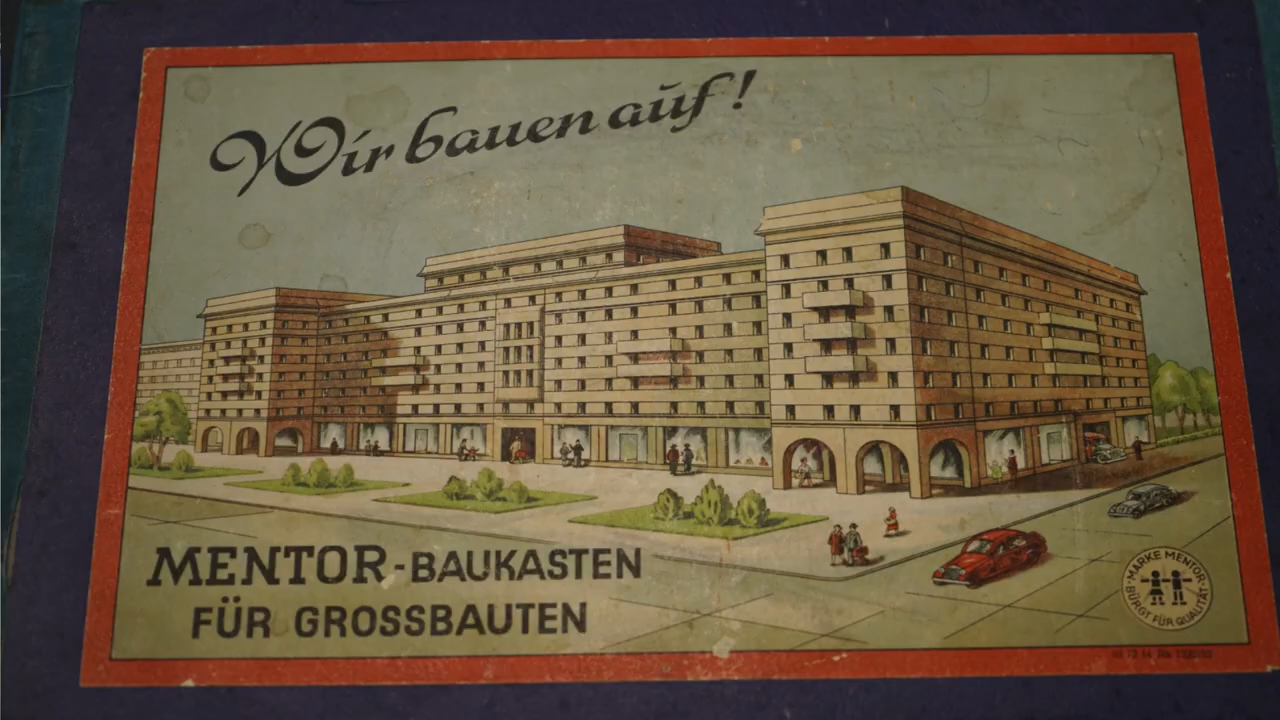 Wir bauen auf!
MENTOR-BAUKASTEN
FÜR GROSSBAUTEN
· MARKE MENTOR ·
BÜRGT FÜR QUALITÄT